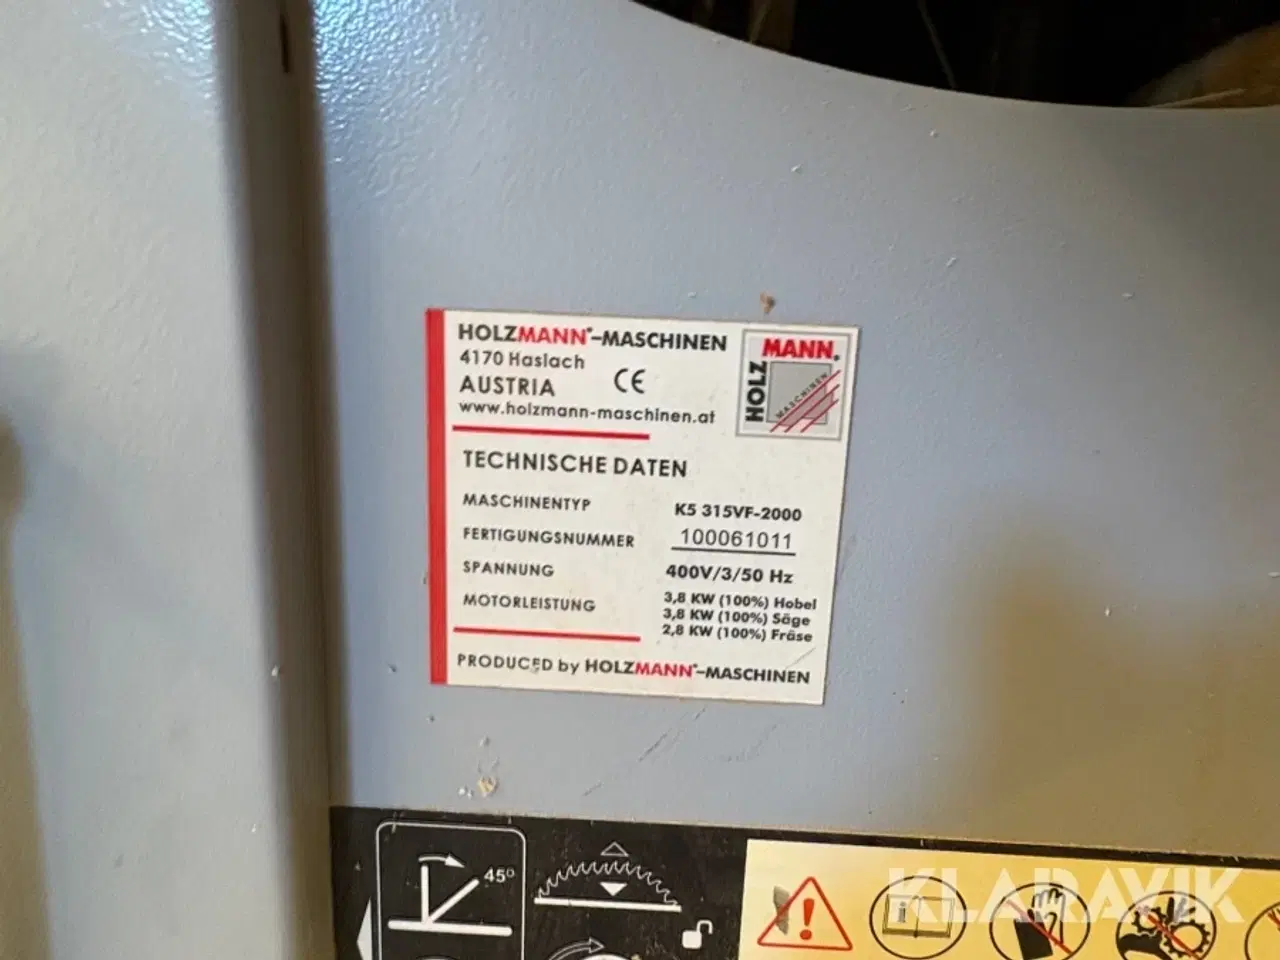 HOLZMANN®-MASCHINEN
4170 Haslach
AUSTRIA CE
www.holzmann-maschinen.at
HOLZ MANN®
MASCHINEN
TECHNISCHE DATEN
MASCHINENTYP K5 315VF-2000
FERTIGUNGSNUMMER 100061011
SPANNUNG 400V/3/50 Hz
MOTORLEISTUNG 3,8 KW (100%) Hobel
3,8 KW (100%) Säge
2,8 KW (100%) Fräse
PRODUCED by HOLZMANN®-MASCHINEN
45°
KLARAVIK